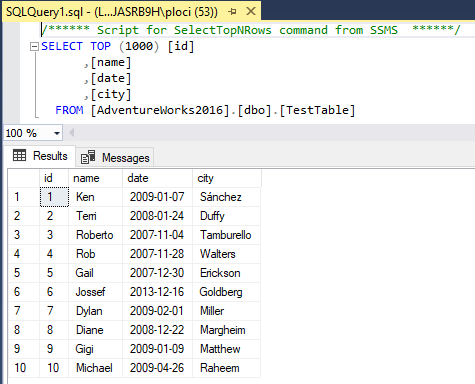 SQLQuery1.sql - (L...JASRB9H\ploci (53))*
/****** Script for SelectTopNRows command from SSMS ******/
SELECT TOP (1000) [id]
,[name]
,[date]
,[city]
FROM [AdventureWorks2016].[dbo].[TestTable]
100 %
Results Messages
id name date city
1 1 Ken 2009-01-07 Sánchez
2 2 Terri 2008-01-24 Duffy
3 3 Roberto 2007-11-04 Tamburello
4 4 Rob 2007-11-28 Walters
5 5 Gail 2007-12-30 Erickson
6 6 Jossef 2013-12-16 Goldberg
7 7 Dylan 2009-02-01 Miller
8 8 Diane 2008-12-22 Margheim
9 9 Gigi 2009-01-09 Matthew
10 10 Michael 2009-04-26 Raheem